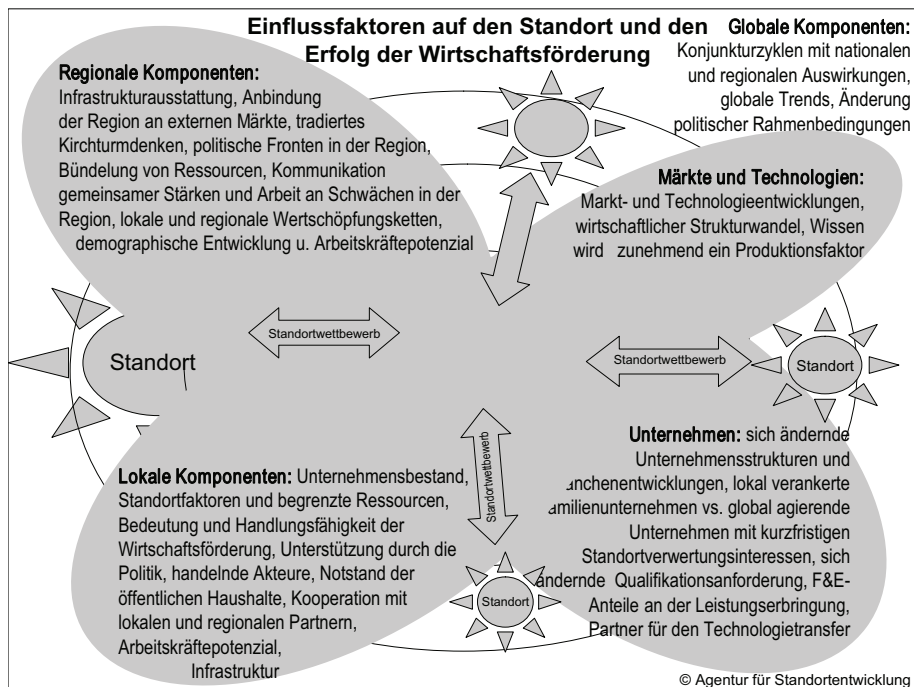 Einflussfaktoren auf den Standort und den
Erfolg der Wirtschaftsförderung
Globale Komponenten:
Konjunkturzyklen mit nationalen
und regionalen Auswirkungen,
globale Trends, Änderung
politischer Rahmenbedingungen
Regionale Komponenten:
Infrastrukturausstattung, Anbindung
der Region an externen Märkte, tradiertes
Kirchturmdenken, politische Fronten in der Region,
Bündelung von Ressourcen, Kommunikation
gemeinsamer Stärken und Arbeit an Schwächen in der
Region, lokale und regionale Wertschöpfungsketten,
demographische Entwicklung u. Arbeitskräftepotenzial
Märkte und Technologien:
Markt- und Technologieentwicklungen,
wirtschaftlicher Strukturwandel, Wissen
wird zunehmend ein Produktionsfaktor
Standortwettbewerb
Standort
Standortwettbewerb
Standort
Standortwettbewerb
Standort
Lokale Komponenten: Unternehmensbestand,
Standortfaktoren und begrenzte Ressourcen,
Bedeutung und Handlungsfähigkeit der
Wirtschaftsförderung, Unterstützung durch die
Politik, handelnde Akteure, Notstand der
öffentlichen Haushalte, Kooperation mit
lokalen und regionalen Partnern,
Arbeitskräftepotenzial,
Infrastruktur
Unternehmen: sich ändernde
Unternehmensstrukturen und
anchenentwicklungen, lokal verankerte
amilienunternehmen vs. global agierende
Unternehmen mit kurzfristigen
Standortverwertungsinteressen, sich
ändernde Qualifikationsanforderung, F&E-
Anteile an der Leistungserbringung,
Partner für den Technologietransfer
© Agentur für Standortentwicklung